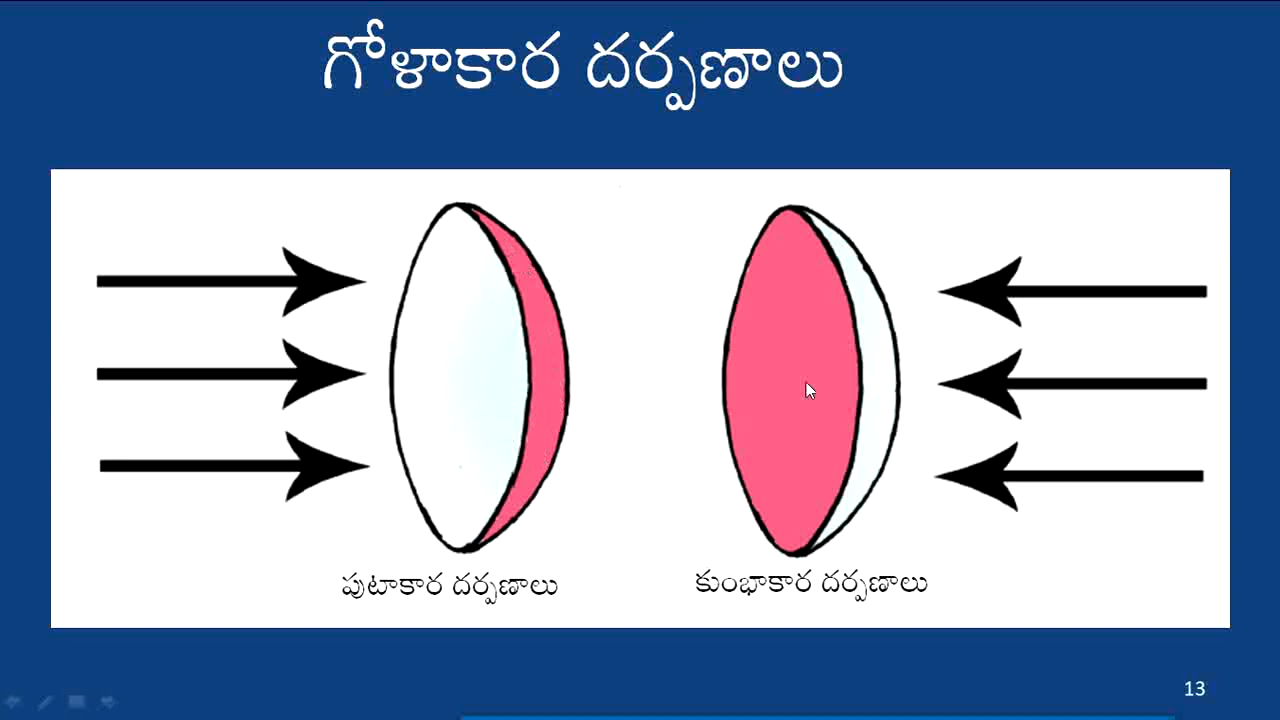 గోళాకార దర్పణాలు
పుటాకార దర్పణాలు
కుంభాకార దర్పణాలు
13